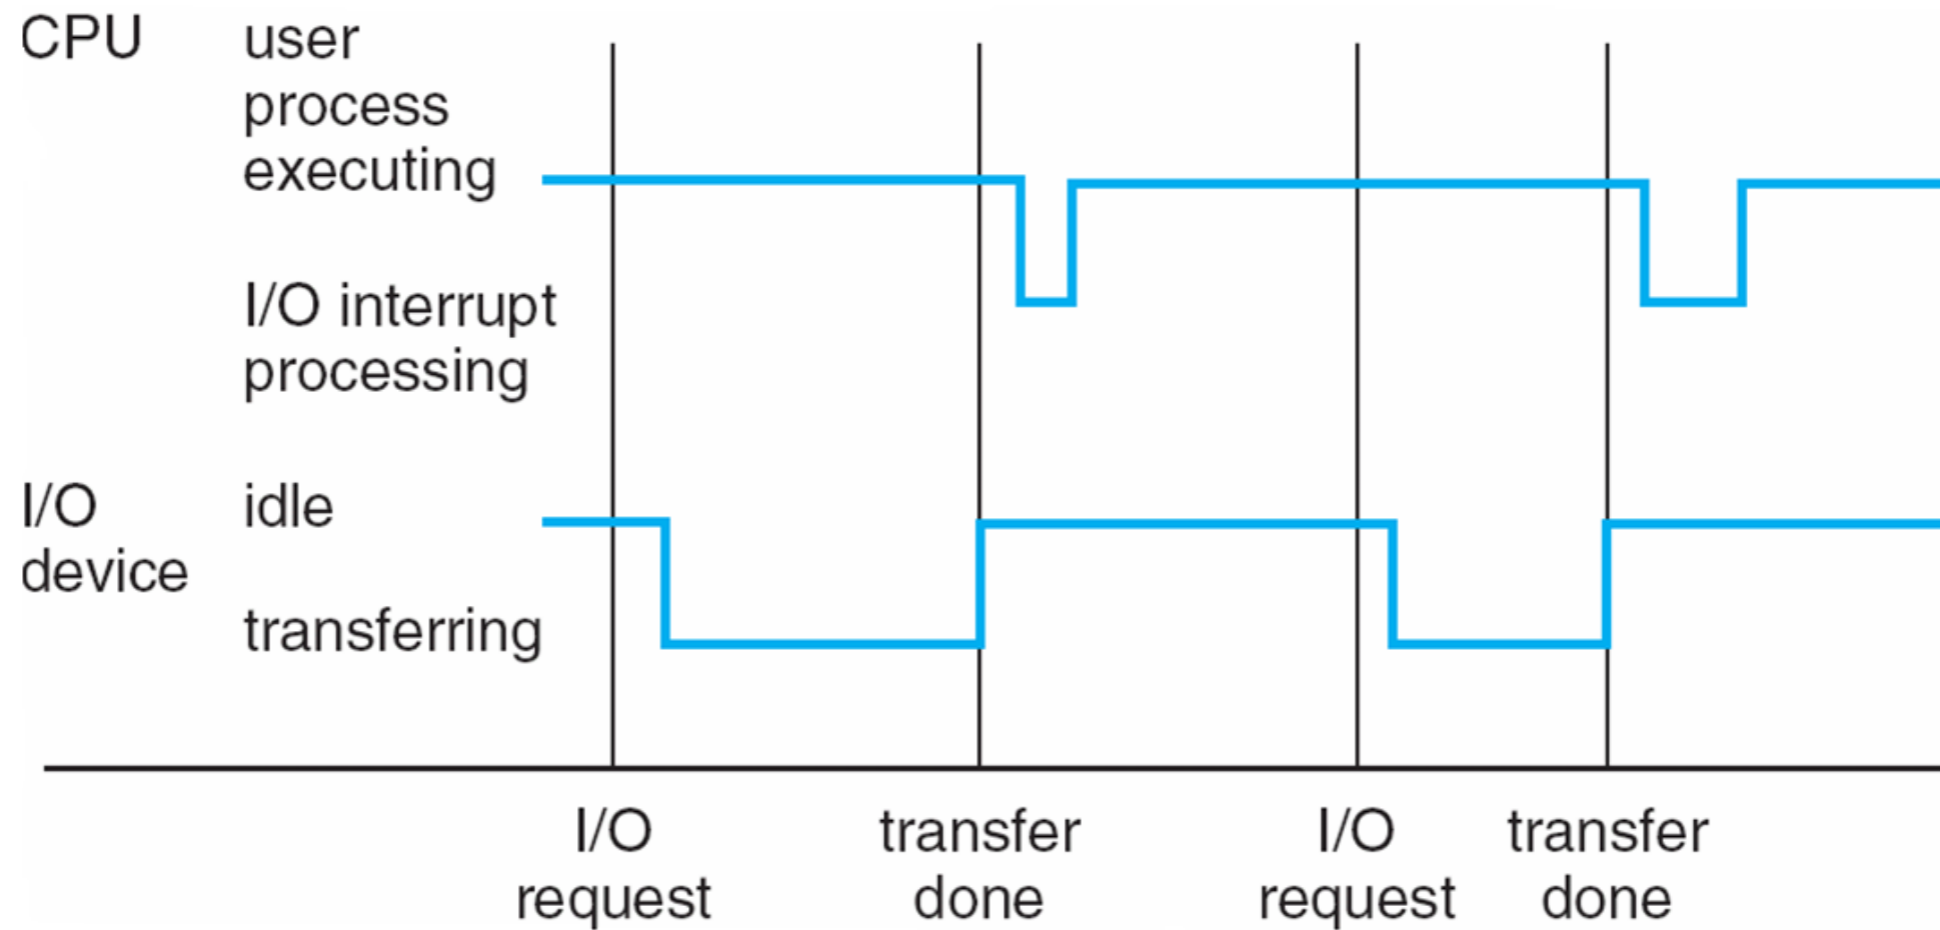 CPU user
process
executing
I/O interrupt
processing
I/O idle
device
transferring
I/O transfer I/O transfer
request done request done